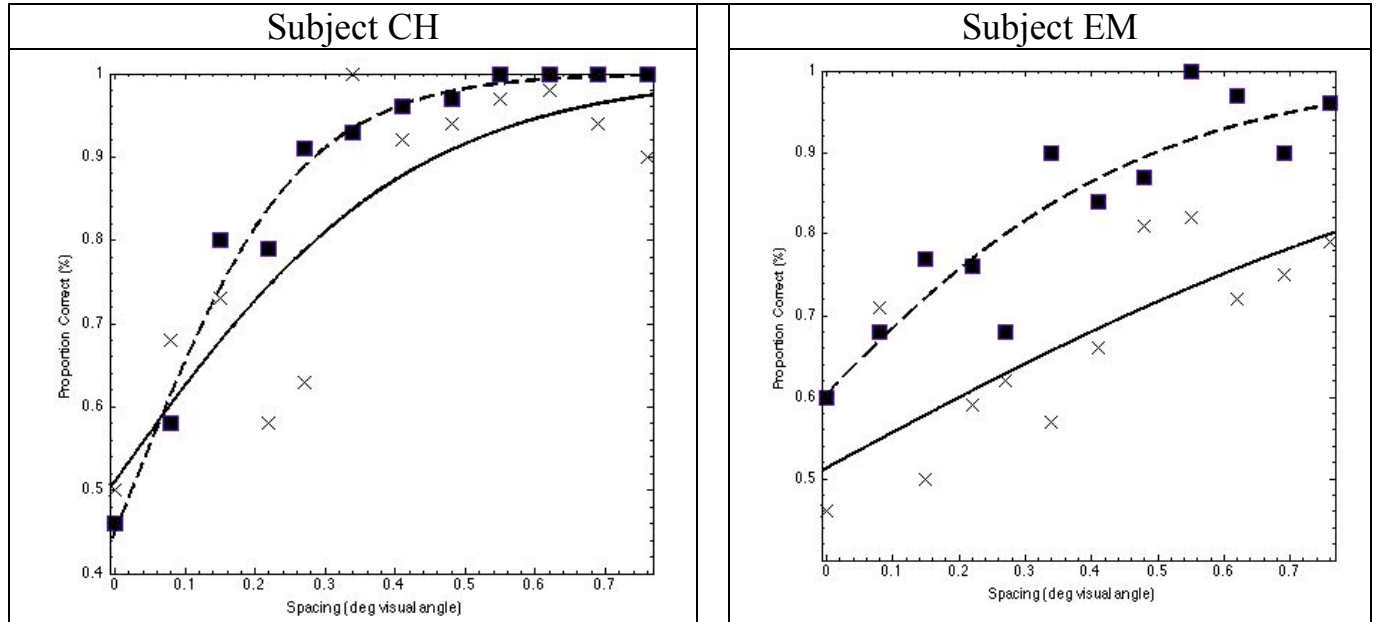 Subject CH
1
0.9
0.8
0.7
0.6
0.5
0.4
Proportion Correct (%)
0 0.1 0.2 0.3 0.4 0.5 0.6 0.7
Spacing (deg visual angle)
Subject EM
1
0.9
0.8
0.7
0.6
0.5
Proportion Correct (%)
0 0.1 0.2 0.3 0.4 0.5 0.6 0.7
Spacing (deg visual angle)